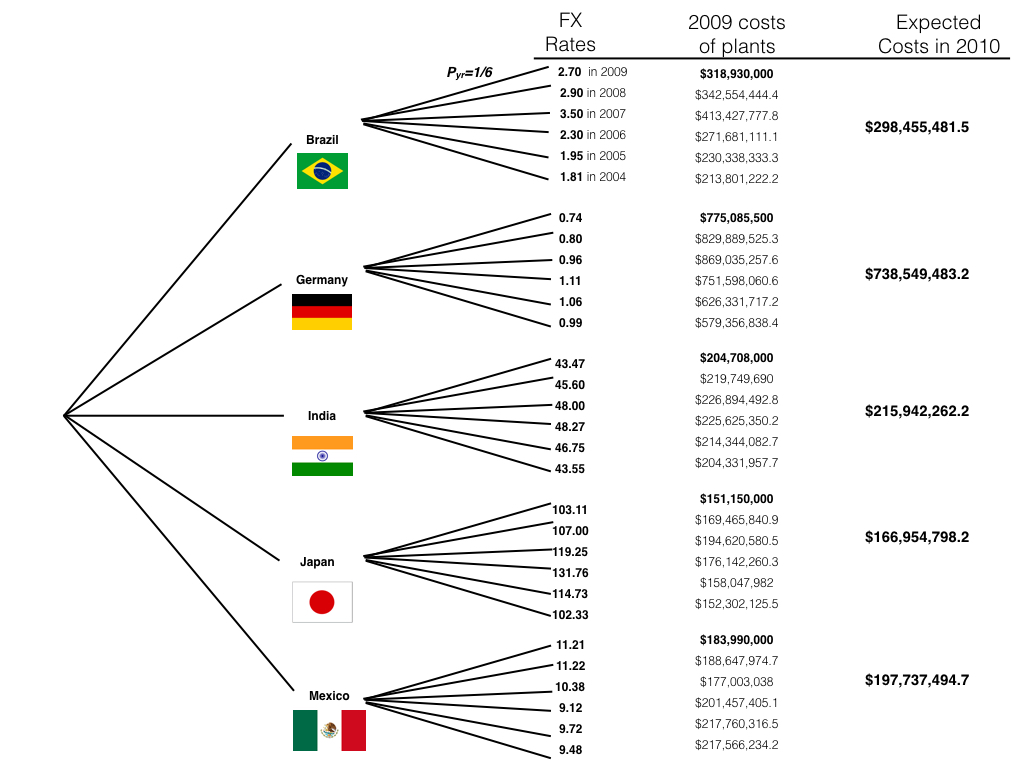 FX Rates
2009 costs of plants
Expected Costs in 2010
Pyr=1/6
Brazil
2.70 in 2009 $318,930,000
2.90 in 2008 $342,554,444.4
3.50 in 2007 $413,427,777.8
2.30 in 2006 $271,681,111.1
1.95 in 2005 $230,338,333.3
1.81 in 2004 $213,801,222.2
$298,455,481.5
Germany
0.74 $775,085,500
0.80 $829,889,525.3
0.96 $869,035,257.6
1.11 $751,598,060.6
1.06 $626,331,717.2
0.99 $579,356,838.4
$738,549,483.2
India
43.47 $204,708,000
45.60 $219,749,690
48.00 $226,894,492.8
48.27 $225,625,350.2
46.75 $214,344,082.7
43.55 $204,331,957.7
$215,942,262.2
Japan
103.11 $151,150,000
107.00 $169,465,840.9
119.25 $194,620,580.5
131.76 $176,142,260.3
114.73 $158,047,982
102.33 $152,302,125.5
$166,954,798.2
Mexico
11.21 $183,990,000
11.22 $188,647,974.7
10.38 $177,003,038
9.12 $201,457,405.1
9.72 $217,760,316.5
9.48 $217,566,234.2
$197,737,494.7